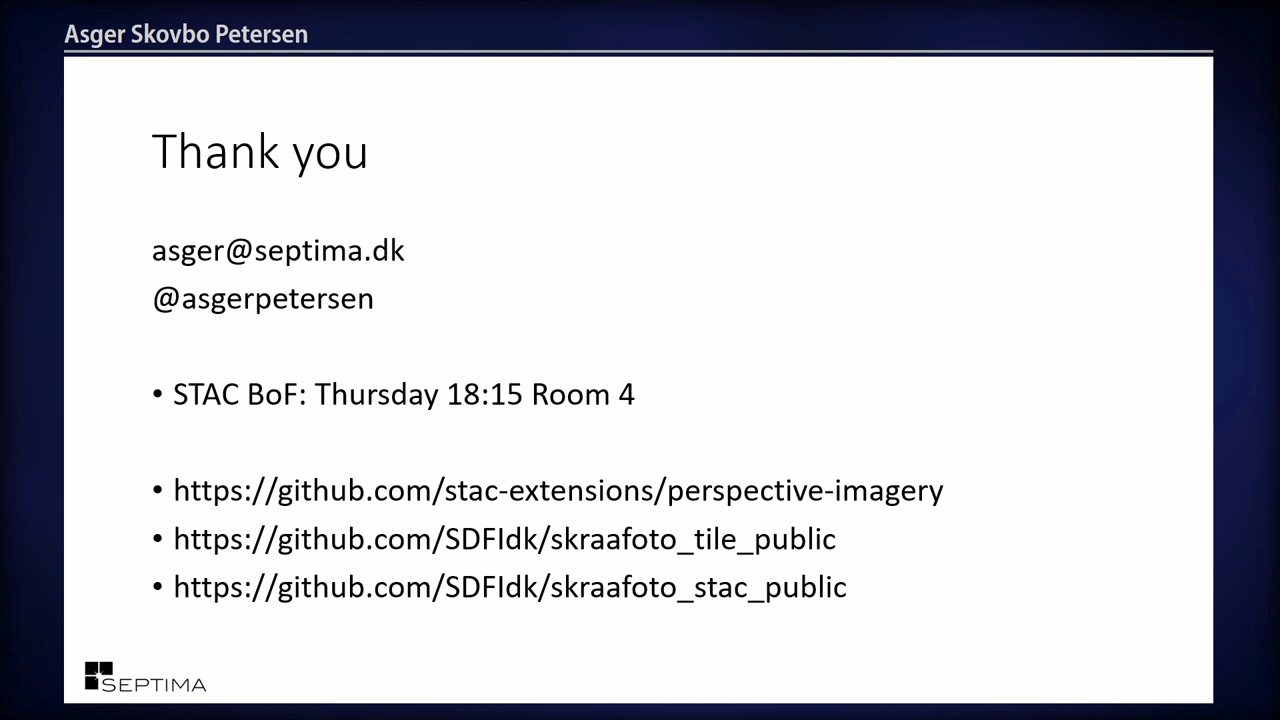 Asger Skovbo Petersen
Thank you
asger@septima.dk
@asgerpetersen
• STAC BoF: Thursday 18:15 Room 4
• https://github.com/stac-extensions/perspective-imagery
• https://github.com/SDFIdk/skraafoto_tile_public
• https://github.com/SDFIdk/skraafoto_stac_public
SEPTIMA